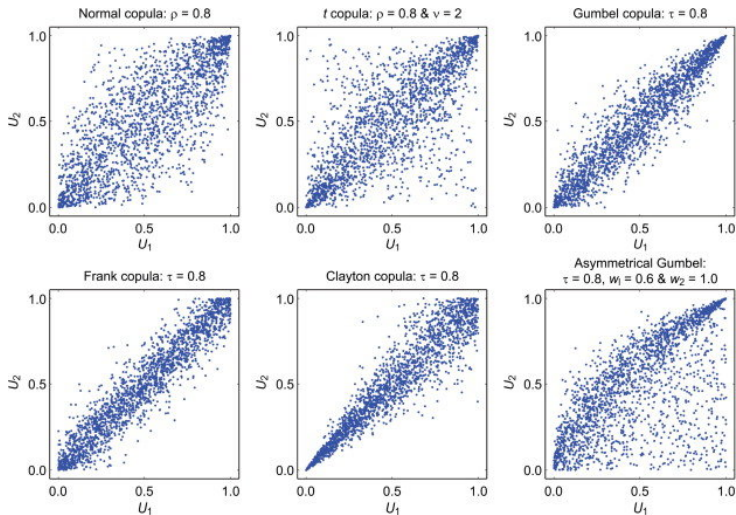 Normal copula: ρ = 0.8
t copula: ρ = 0.8 & ν = 2
Gumbel copula: τ = 0.8
1.0
0.5
0.0
U2
0.0 0.5 1.0
U1
1.0
0.5
0.0
U2
0.0 0.5 1.0
U1
1.0
0.5
0.0
U2
0.0 0.5 1.0
U1
Frank copula: τ = 0.8
Clayton copula: τ = 0.8
Asymmetrical Gumbel:
τ = 0.8, wl = 0.6 & w2 = 1.0
1.0
0.5
0.0
U2
0.0 0.5 1.0
U1
1.0
0.5
0.0
U2
0.0 0.5 1.0
U1
1.0
0.5
0.0
U2
0.0 0.5 1.0
U1